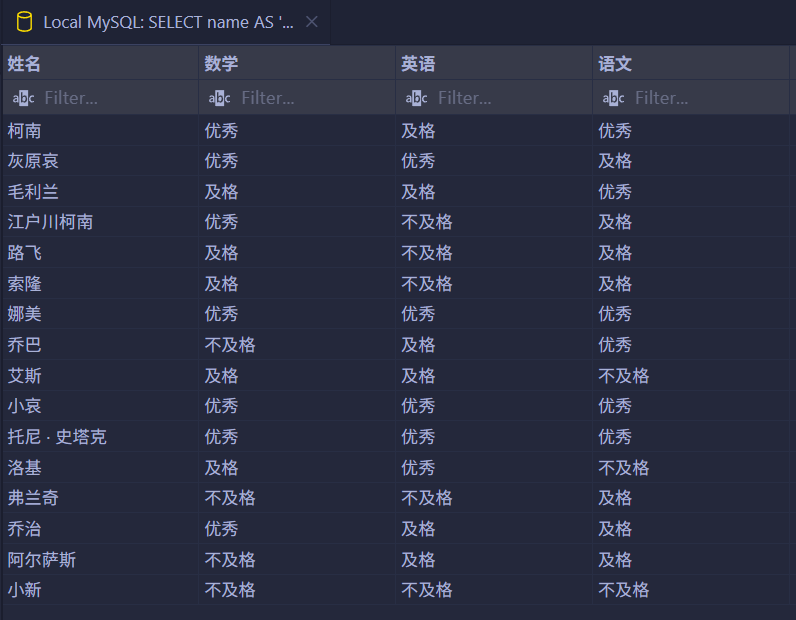 Local MySQL: SELECT name AS '...
姓名 数学 英语 语文
abc Filter... abc Filter... abc Filter... abc Filter...
柯南 优秀 及格 优秀
灰原哀 优秀 优秀 及格
毛利兰 及格 及格 优秀
江户川柯南 优秀 不及格 及格
路飞 及格 不及格 及格
索隆 及格 不及格 及格
娜美 优秀 优秀 优秀
乔巴 不及格 及格 优秀
艾斯 及格 及格 不及格
小哀 优秀 优秀 优秀
托尼 · 史塔克 优秀 优秀 优秀
洛基 及格 优秀 不及格
弗兰奇 不及格 不及格 及格
乔治 优秀 及格 及格
阿尔萨斯 不及格 及格 及格
小新 不及格 不及格 不及格